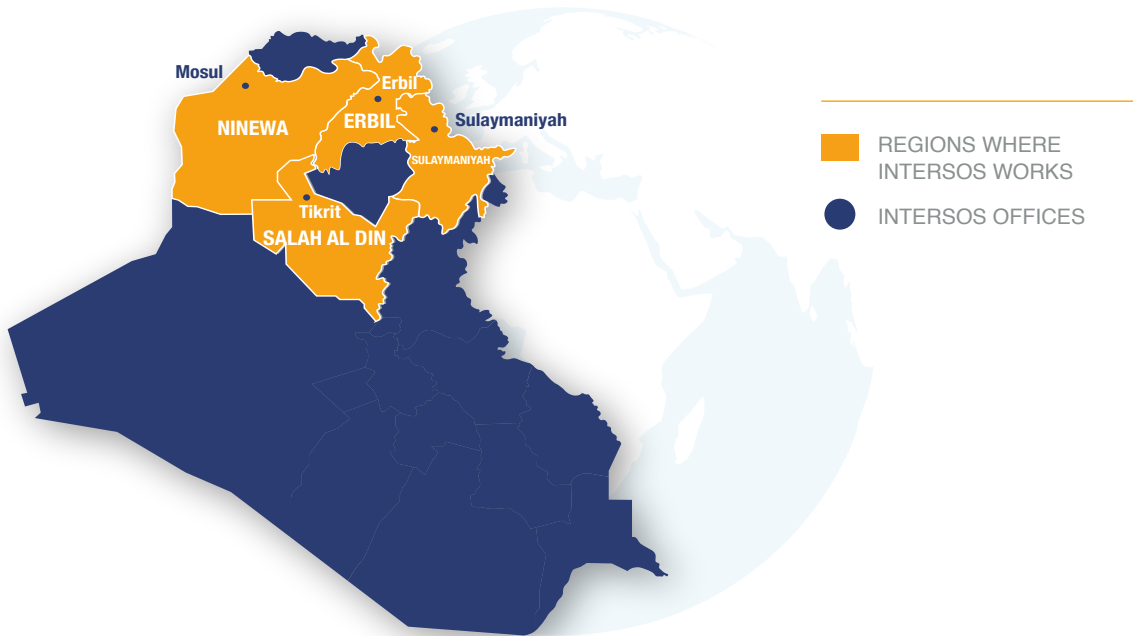 Mosul
Erbil
NINEWA
ERBIL
Sulaymaniyah
SULAYMANIYAH
Tikrit
SALAH AL DIN
REGIONS WHERE
INTERSOS WORKS
INTERSOS OFFICES